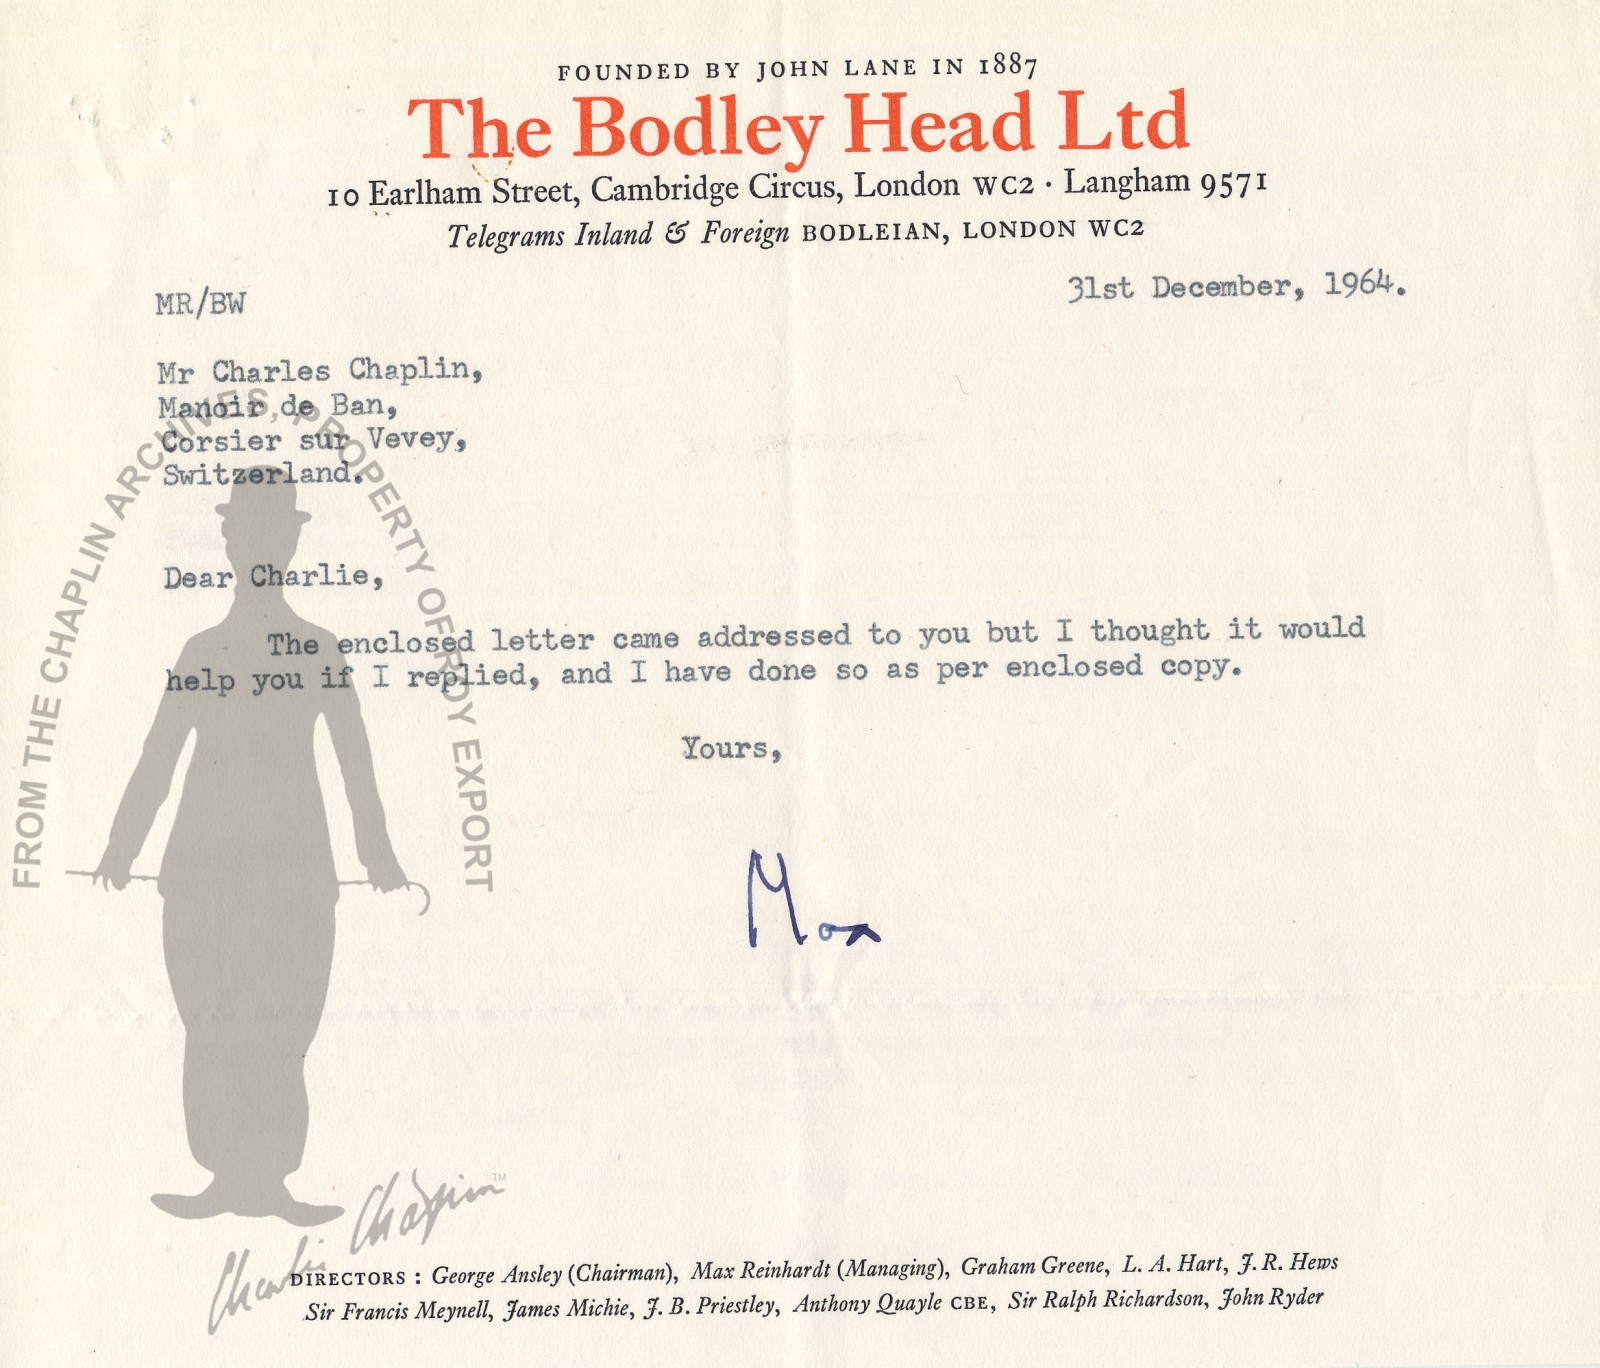 FOUNDED BY JOHN LANE IN 1887
The Bodley Head Ltd
10 Earlham Street, Cambridge Circus, London WC2 · Langham 9571
Telegrams Inland & Foreign BODLEIAN, LONDON WC2
31st December, 1964.
MR/BW
Mr Charles Chaplin,
Manoir de Ban,
Corsier sur Vevey,
Switzerland.
Dear Charlie,
The enclosed letter came addressed to you but I thought it would
help you if I replied, and I have done so as per enclosed copy.
Yours,
Max
FROM THE CHAPLIN ARCHIVES, PROPERTY OF ROY EXPORT
Charlie Chaplin TM
DIRECTORS : George Ansley (Chairman), Max Reinhardt (Managing), Graham Greene, L. A. Hart, J. R. Hews
Sir Francis Meynell, James Michie, J. B. Priestley, Anthony Quayle CBE, Sir Ralph Richardson, John Ryder